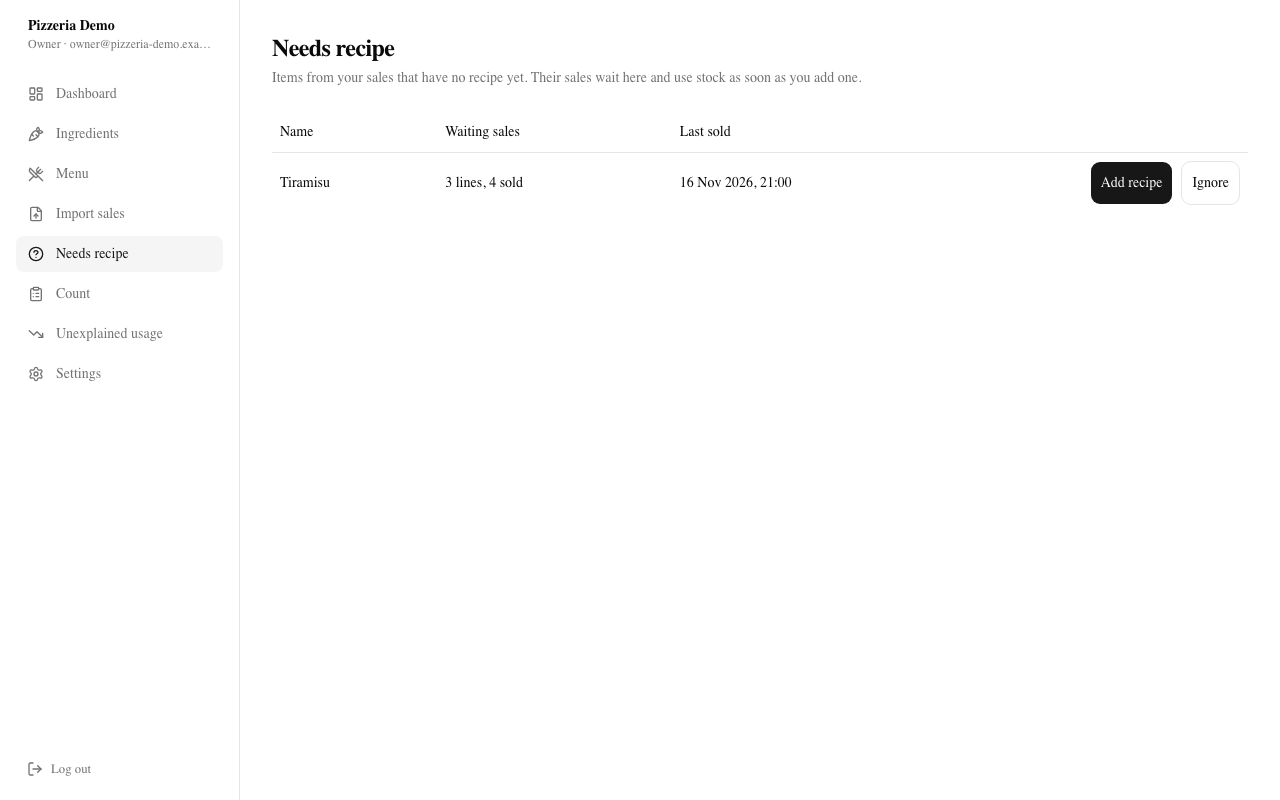 Pizzeria Demo
Owner · owner@pizzeria-demo.exa…
Dashboard
Ingredients
Menu
Import sales
Needs recipe
Count
Unexplained usage
Settings
Log out
Needs recipe
Items from your sales that have no recipe yet. Their sales wait here and use stock as soon as you add one.
Name Waiting sales Last sold
Tiramisu 3 lines, 4 sold 16 Nov 2026, 21:00 Add recipe Ignore